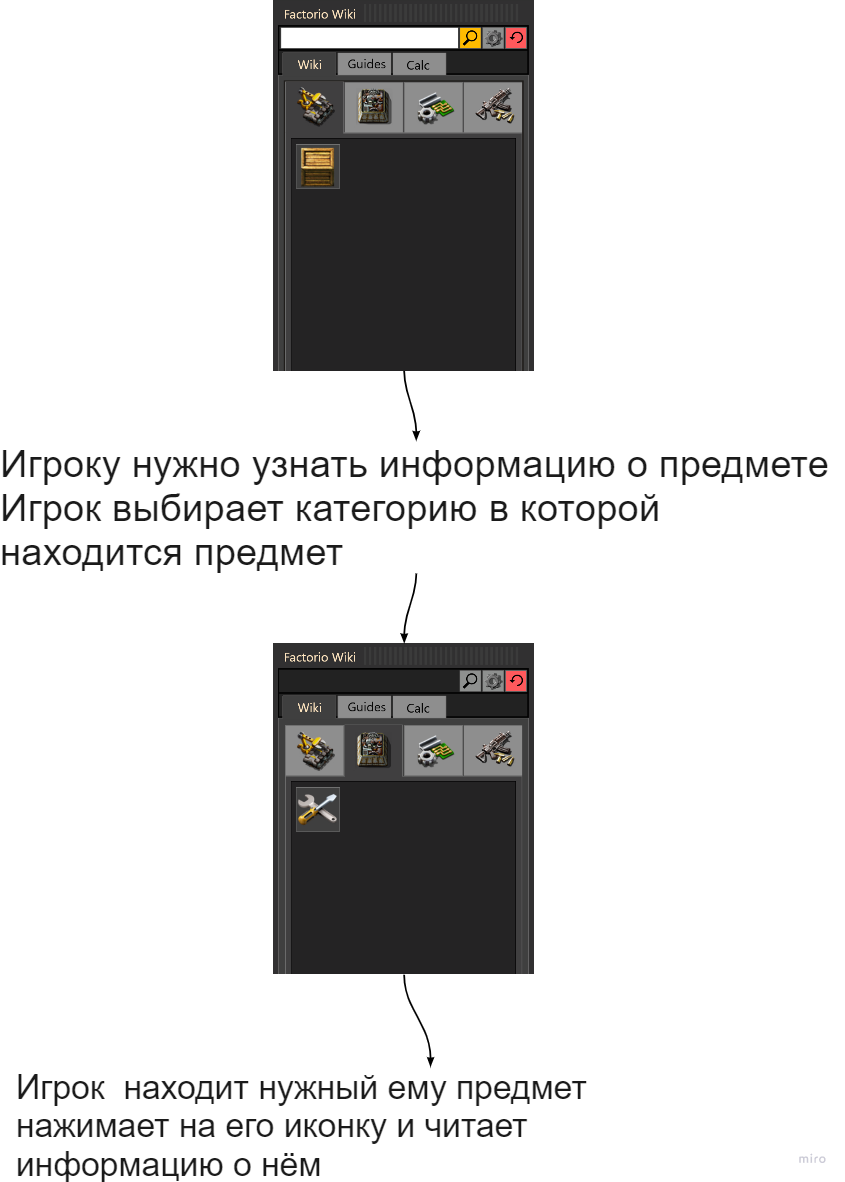 Factorio Wiki
Wiki Guides Calc
Игроку нужно узнать информацию о предмете
Игрок выбирает категорию в которой
находится предмет
Factorio Wiki
Wiki Guides Calc
Игрок  находит нужный ему предмет
нажимает на его иконку и читает
информацию о нём
miro